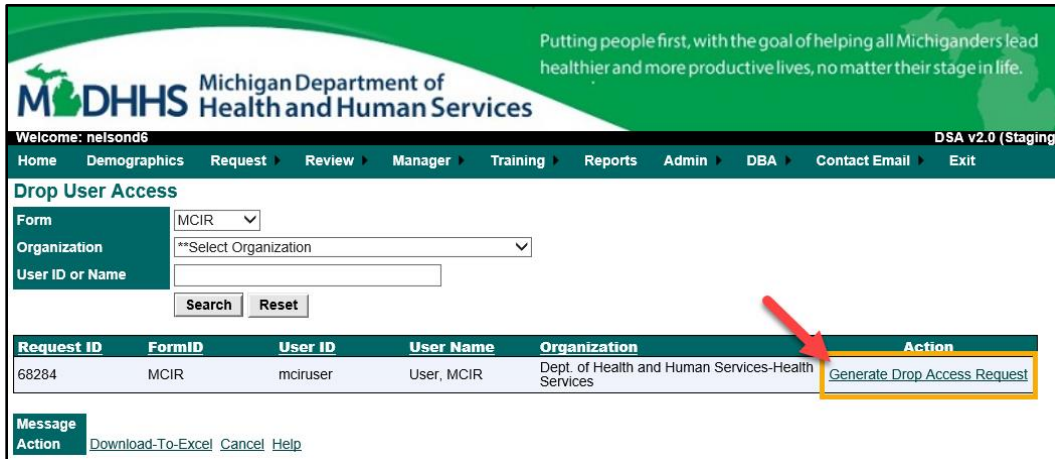 Putting people first, with the goal of helping all Michiganders lead
healthier and more productive lives, no matter their stage in life.
MDHHS Michigan Department of
Health and Human Services
Welcome: nelsond6 DSA v2.0 (Staging
Home Demographics Request Review Manager Training Reports Admin DBA Contact Email Exit
Drop User Access
Form MCIR
Organization **Select Organization
User ID or Name
Search Reset
Request ID FormID User ID User Name Organization Action
68284 MCIR mciruser User, MCIR Dept. of Health and Human Services-Health Generate Drop Access Request
Services
Message
Action Download-To-Excel Cancel Help